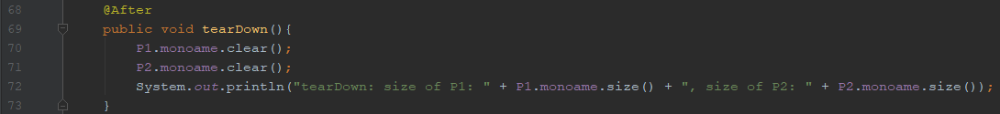 68 @After
69 public void tearDown(){
70 P1.monoame.clear();
71 P2.monoame.clear();
72 System.out.println("tearDown: size of P1: " + P1.monoame.size() + ", size of P2: " + P2.monoame.size());
73 }